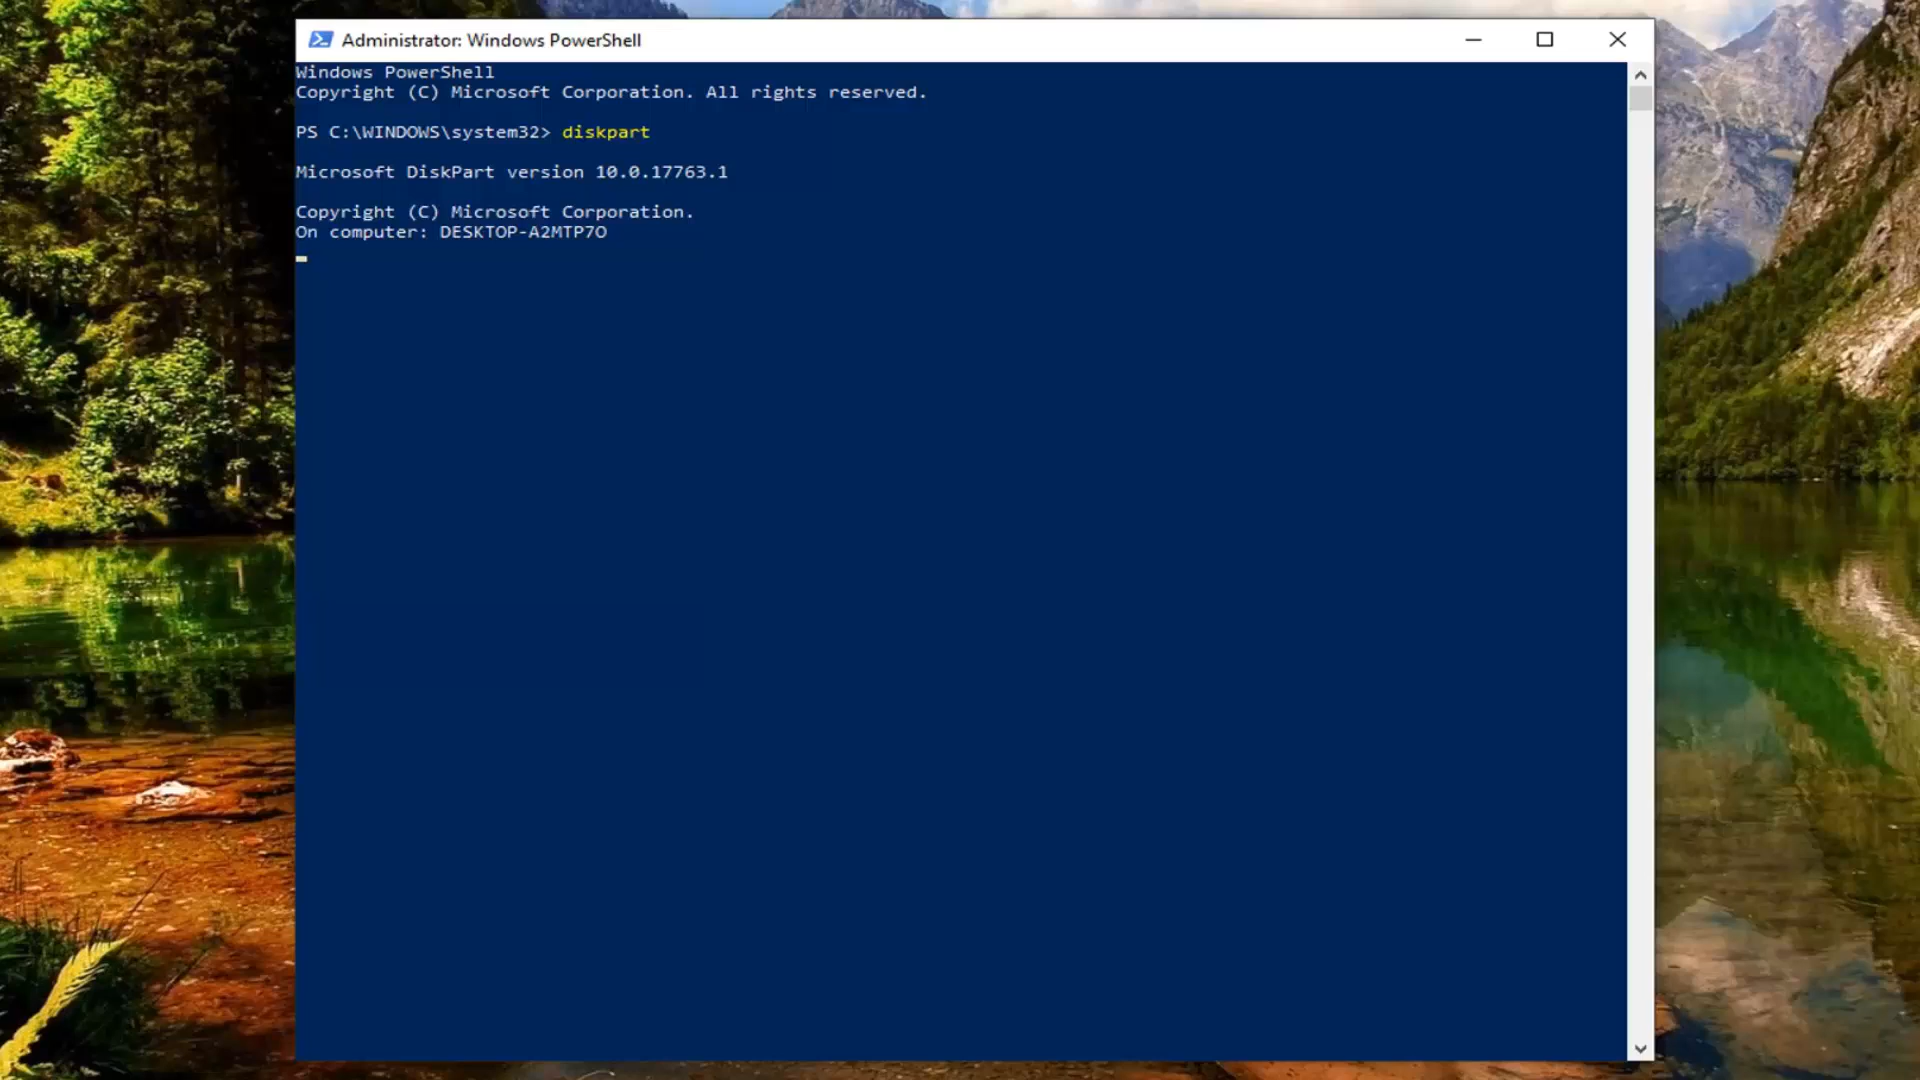 Administrator: Windows PowerShell
Windows PowerShell
Copyright (C) Microsoft Corporation. All rights reserved.
PS C:\WINDOWS\system32> diskpart
Microsoft DiskPart version 10.0.17763.1
Copyright (C) Microsoft Corporation.
On computer: DESKTOP-A2MTP7O